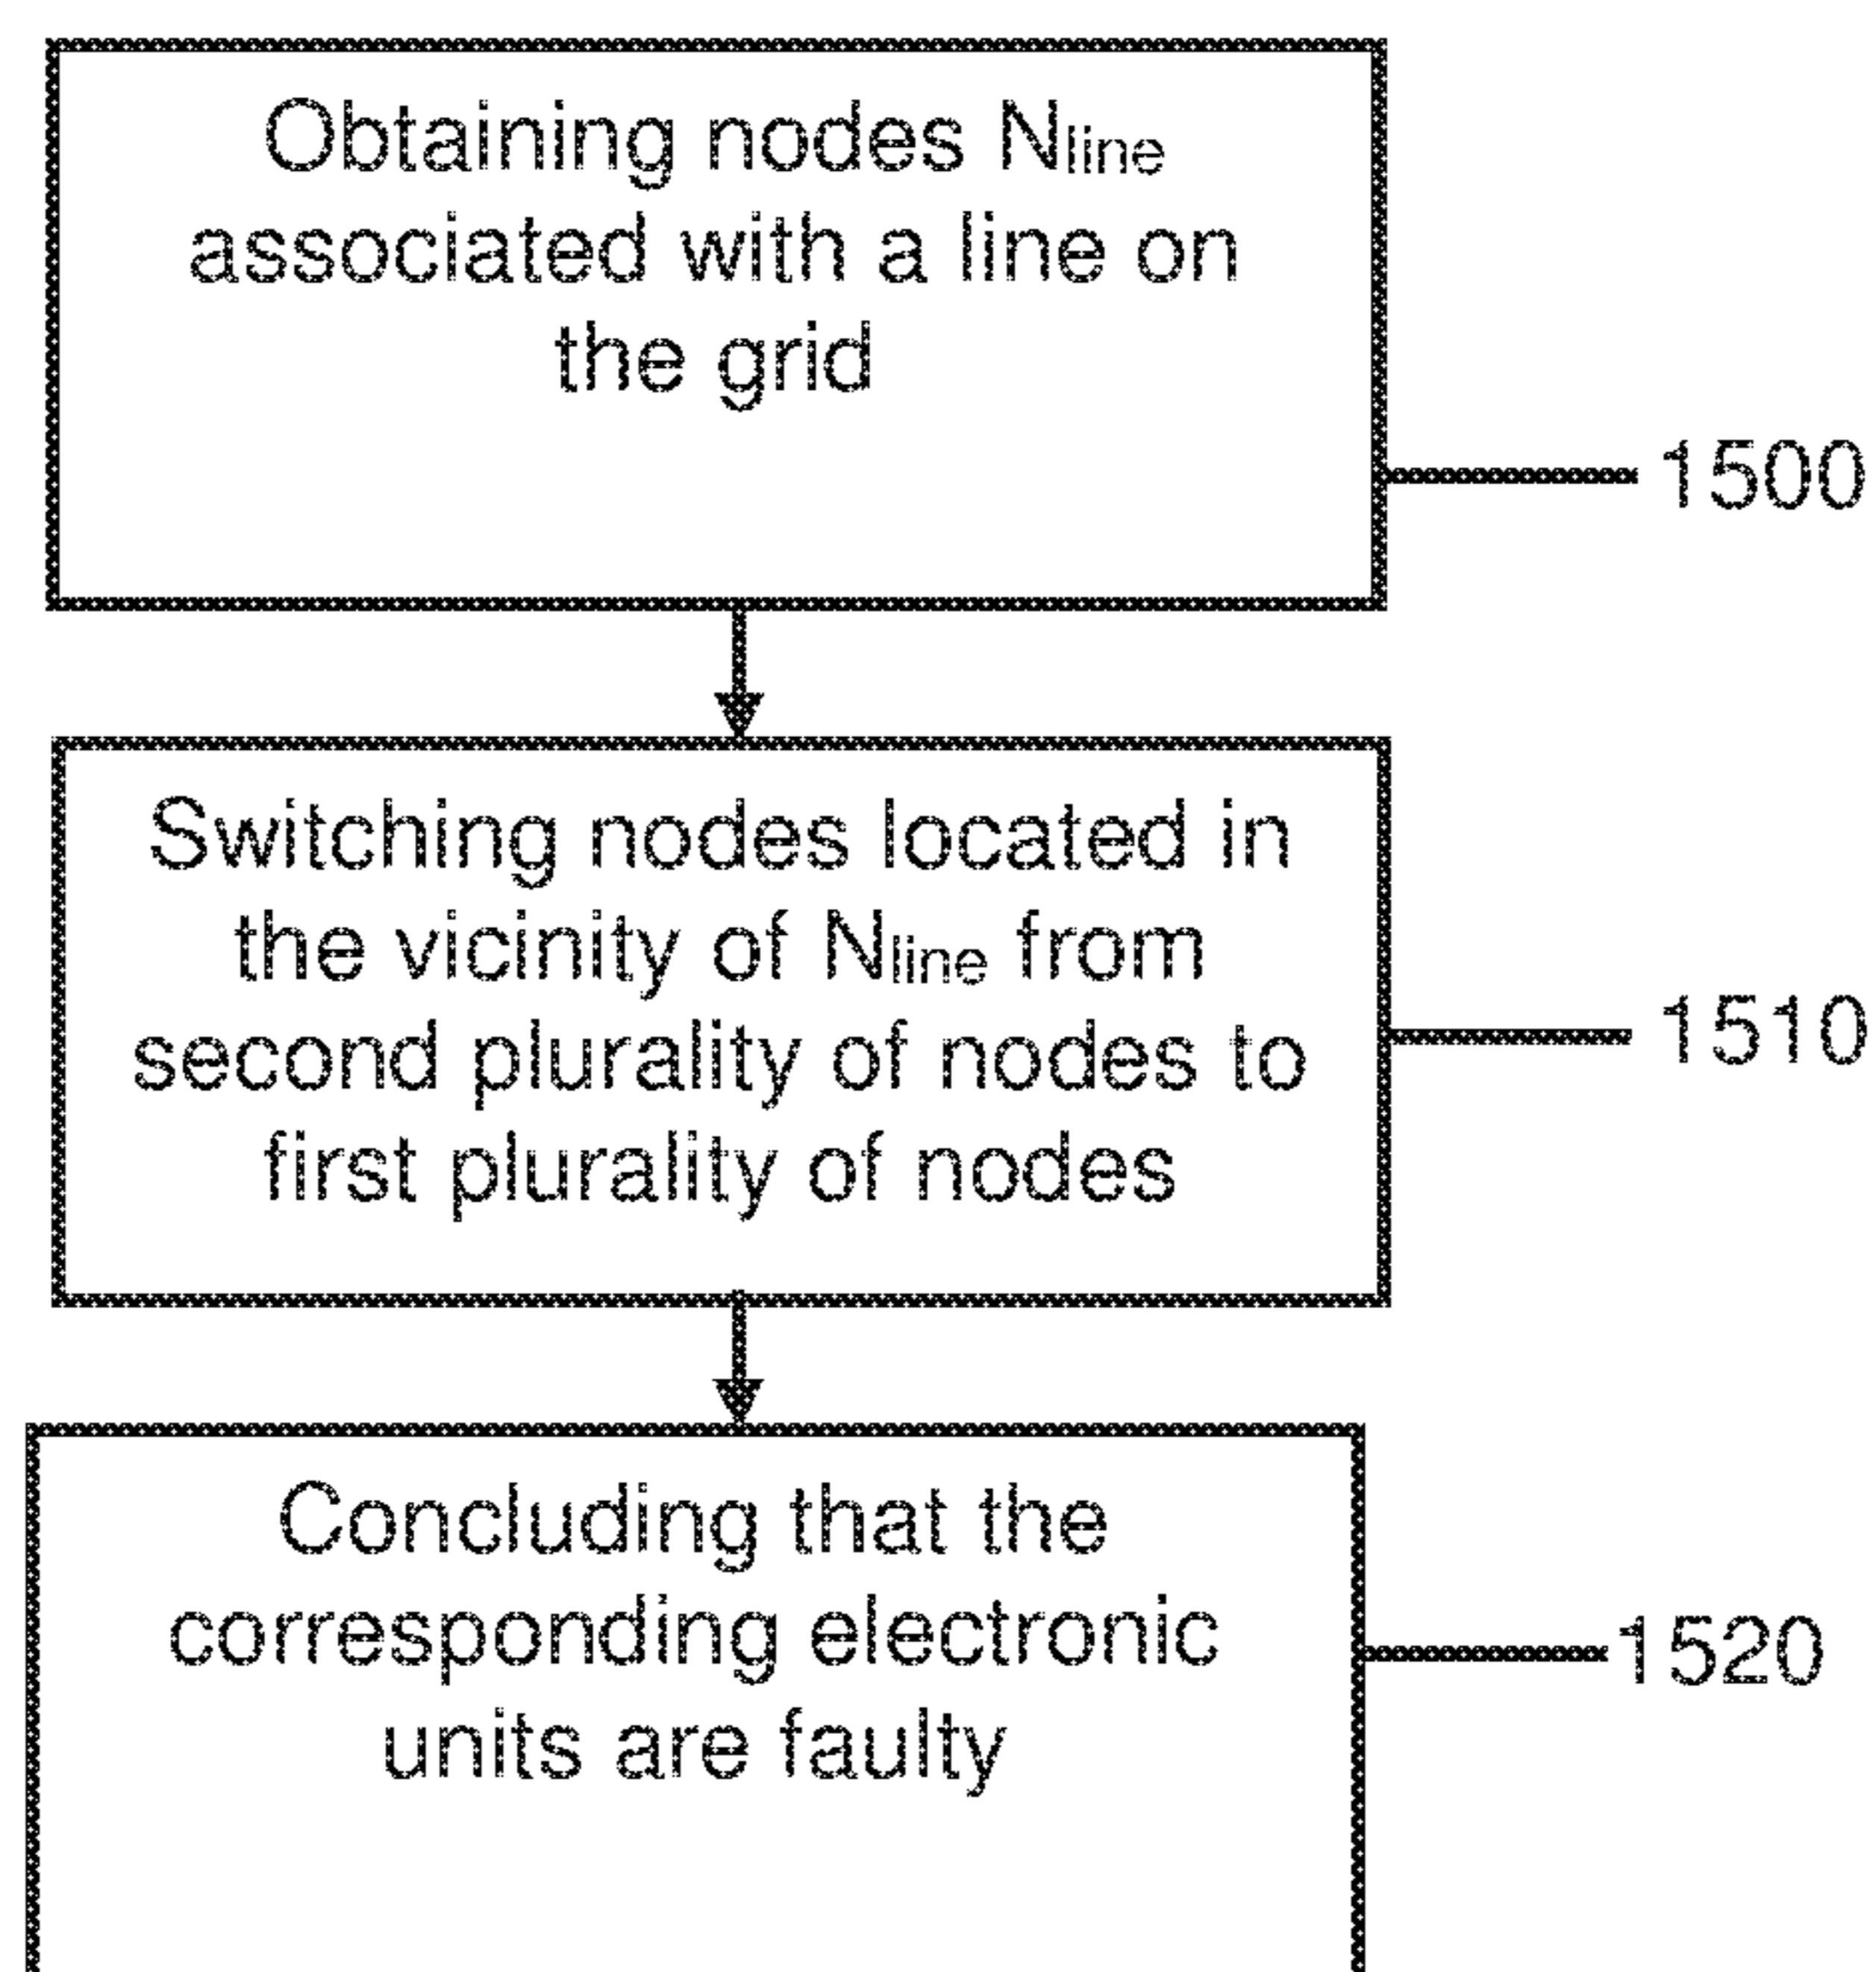 Obtaining nodes Nline
associated with a line on
the grid
1500
Switching nodes located in
the vicinity of Nline from
second plurality of nodes to
first plurality of nodes
1510
Concluding that the
corresponding electronic
units are faulty
1520